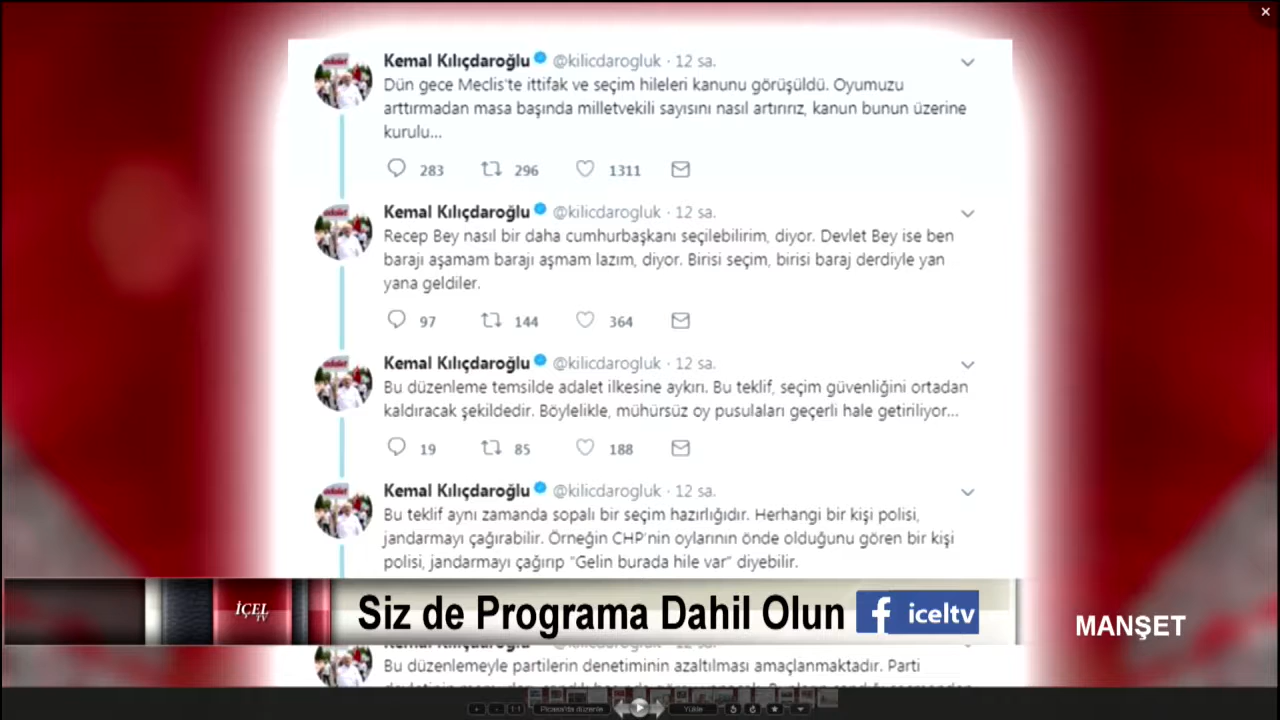 Kemal Kılıçdaroğlu @kilicdarogluk · 12 sa.
Dün gece Meclis'te ittifak ve seçim hileleri kanunu görüşüldü. Oyumuzu
arttırmadan masa başında milletvekili sayısını nasıl artırırız, kanun bunun üzerine
kurulu...
283 296 1311
Kemal Kılıçdaroğlu @kilicdarogluk · 12 sa.
Recep Bey nasıl bir daha cumhurbaşkanı seçilebilirim, diyor. Devlet Bey ise ben
barajı aşamam barajı aşmam lazım, diyor. Birisi seçim, birisi baraj derdiyle yan
yana geldiler.
97 144 364
Kemal Kılıçdaroğlu @kilicdarogluk · 12 sa.
Bu düzenleme temsilde adalet ilkesine aykırı. Bu teklif, seçim güvenliğini ortadan
kaldıracak şekildedir. Böylelikle, mühürsüz oy pusulaları geçerli hale getiriliyor...
19 85 188
Kemal Kılıçdaroğlu @kilicdarogluk · 12 sa.
Bu teklif aynı zamanda sopalı bir seçim hazırlığıdır. Herhangi bir kişi polisi,
jandarmayı çağırabilir. Örneğin CHP'nin oylarının önde olduğunu gören bir kişi
polisi, jandarmayı çağırıp "Gelin burada hile var" diyebilir.
İÇEL TV
Siz de Programa Dahil Olun f iceltv
MANŞET
Kemal Kılıçdaroğlu @kilicdarogluk · 12 sa.
Bu düzenlemeyle partilerin denetiminin azaltılması amaçlanmaktadır. Parti
1:1 Picasa'da düzenle Yükle